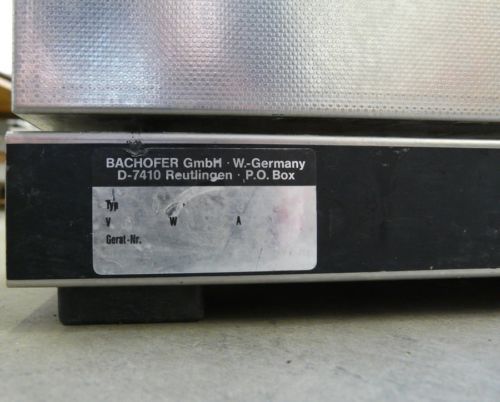 BACHOFER GmbH · W.-Germany
D-7410 Reutlingen · P.O. Box
Typ
V W A
Gerät-Nr.